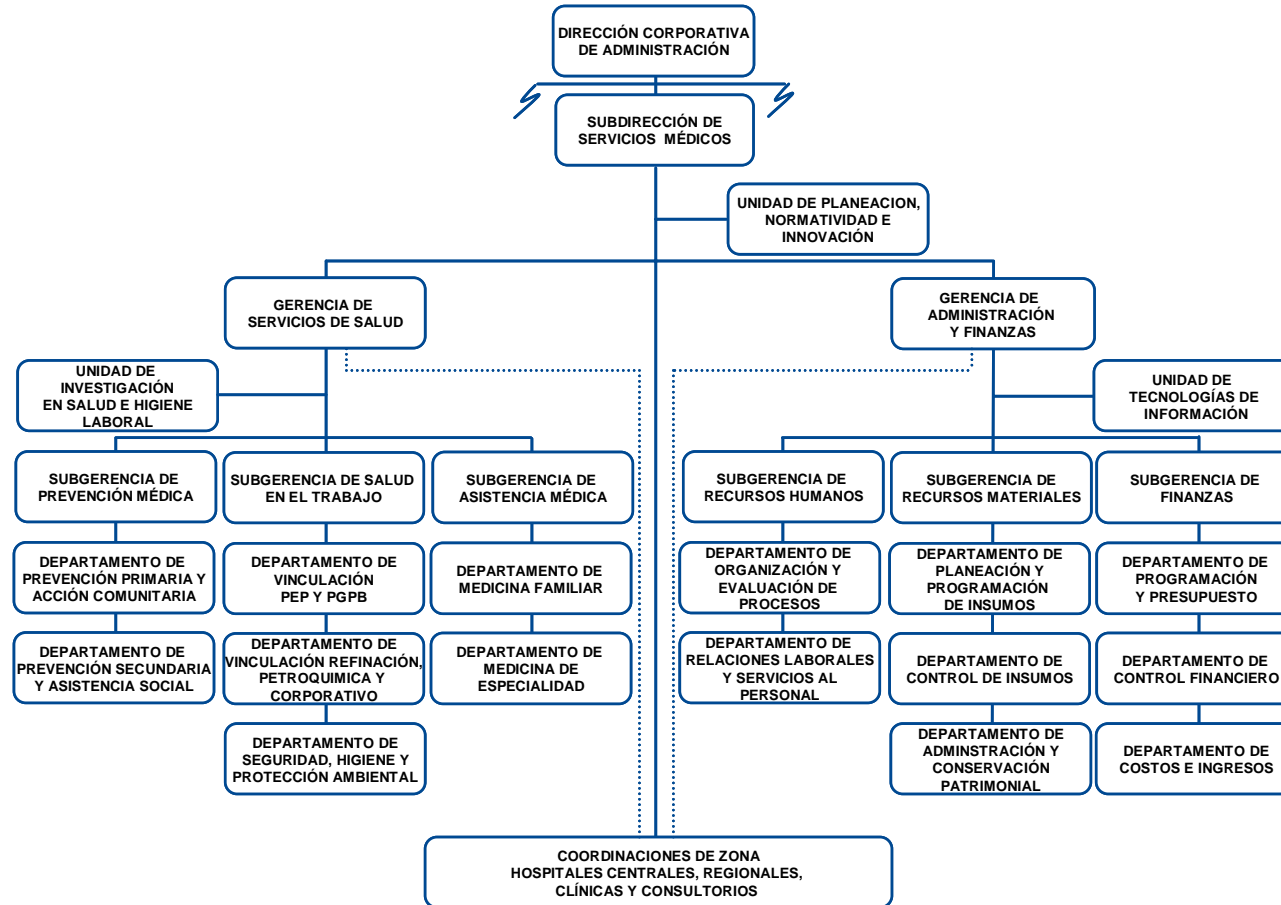 DIRECCIÓN CORPORATIVA
DE ADMINISTRACIÓN
SUBDIRECCIÓN DE
SERVICIOS MÉDICOS
UNIDAD DE PLANEACION,
NORMATIVIDAD E
INNOVACIÓN
GERENCIA DE
SERVICIOS DE SALUD
GERENCIA DE
ADMINISTRACIÓN
Y FINANZAS
UNIDAD DE
INVESTIGACIÓN
EN SALUD E HIGIENE
LABORAL
UNIDAD DE
TECNOLOGÍAS DE
INFORMACIÓN
SUBGERENCIA DE
PREVENCIÓN MÉDICA
SUBGERENCIA DE SALUD
EN EL TRABAJO
SUBGERENCIA DE
ASISTENCIA MÉDICA
SUBGERENCIA DE
RECURSOS HUMANOS
SUBGERENCIA DE
RECURSOS MATERIALES
SUBGERENCIA DE
FINANZAS
DEPARTAMENTO DE
PREVENCIÓN PRIMARIA Y
ACCIÓN COMUNITARIA
DEPARTAMENTO DE
VINCULACIÓN
PEP Y PGPB
DEPARTAMENTO DE
MEDICINA FAMILIAR
DEPARTAMENTO DE
ORGANIZACIÓN Y
EVALUACIÓN DE
PROCESOS
DEPARTAMENTO DE
PLANEACIÓN Y
PROGRAMACIÓN
DE INSUMOS
DEPARTAMENTO DE
PROGRAMACIÓN
Y PRESUPUESTO
DEPARTAMENTO DE
PREVENCIÓN SECUNDARIA
Y ASISTENCIA SOCIAL
DEPARTAMENTO DE
VINCULACIÓN REFINACIÓN,
PETROQUIMICA Y
CORPORATIVO
DEPARTAMENTO DE
MEDICINA DE
ESPECIALIDAD
DEPARTAMENTO DE
RELACIONES LABORALES
Y SERVICIOS AL
PERSONAL
DEPARTAMENTO DE
CONTROL DE INSUMOS
DEPARTAMENTO DE
CONTROL FINANCIERO
DEPARTAMENTO DE
SEGURIDAD, HIGIENE Y
PROTECCIÓN AMBIENTAL
DEPARTAMENTO DE
ADMINSTRACIÓN Y
CONSERVACIÓN
PATRIMONIAL
DEPARTAMENTO DE
COSTOS E INGRESOS
COORDINACIONES DE ZONA
HOSPITALES CENTRALES, REGIONALES,
CLÍNICAS Y CONSULTORIOS